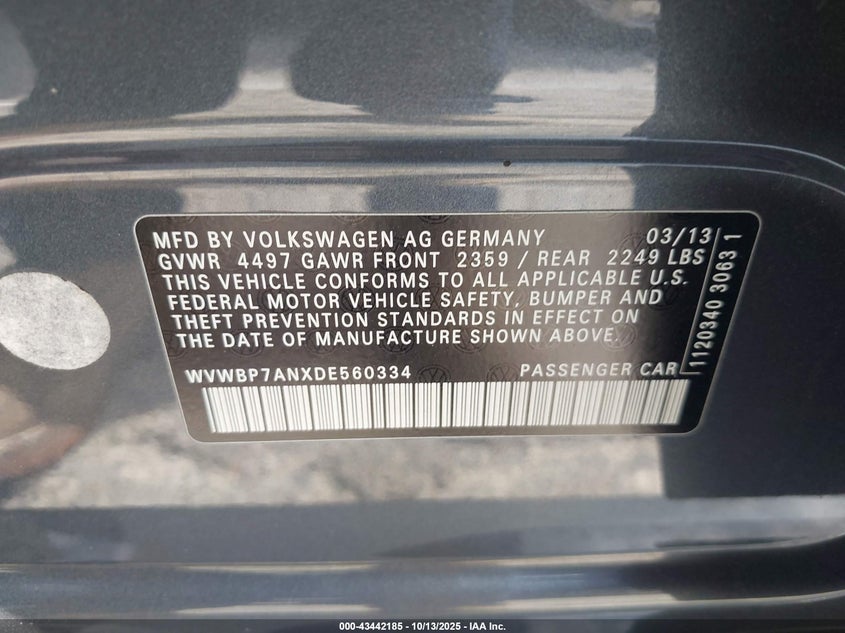 MFD BY VOLKSWAGEN AG GERMANY 03/13
GVWR 4497 GAWR FRONT 2359 / REAR 2249 LBS
THIS VEHICLE CONFORMS TO ALL APPLICABLE U.S.
FEDERAL MOTOR VEHICLE SAFETY, BUMPER AND
THEFT PREVENTION STANDARDS IN EFFECT ON
THE DATE OF MANUFACTURE SHOWN ABOVE.
WVWBP7ANXDE560334 PASSENGER CAR
1120340 3063 1
000-43442185 - 10/13/2025 - IAA Inc.